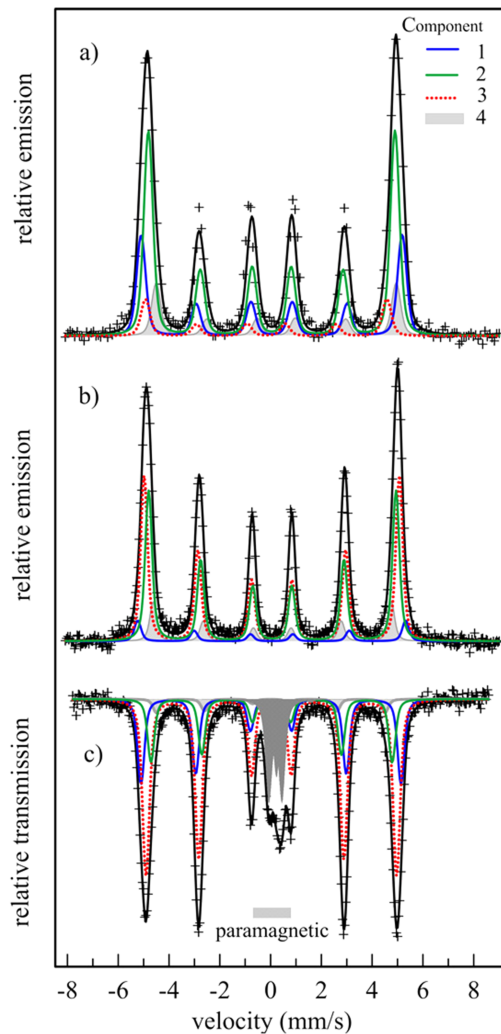 a)
Component
1
2
3
4
relative emission
b)
relative emission
c)
relative transmission
paramagnetic
-8 -6 -4 -2 0 2 4 6 8
velocity (mm/s)